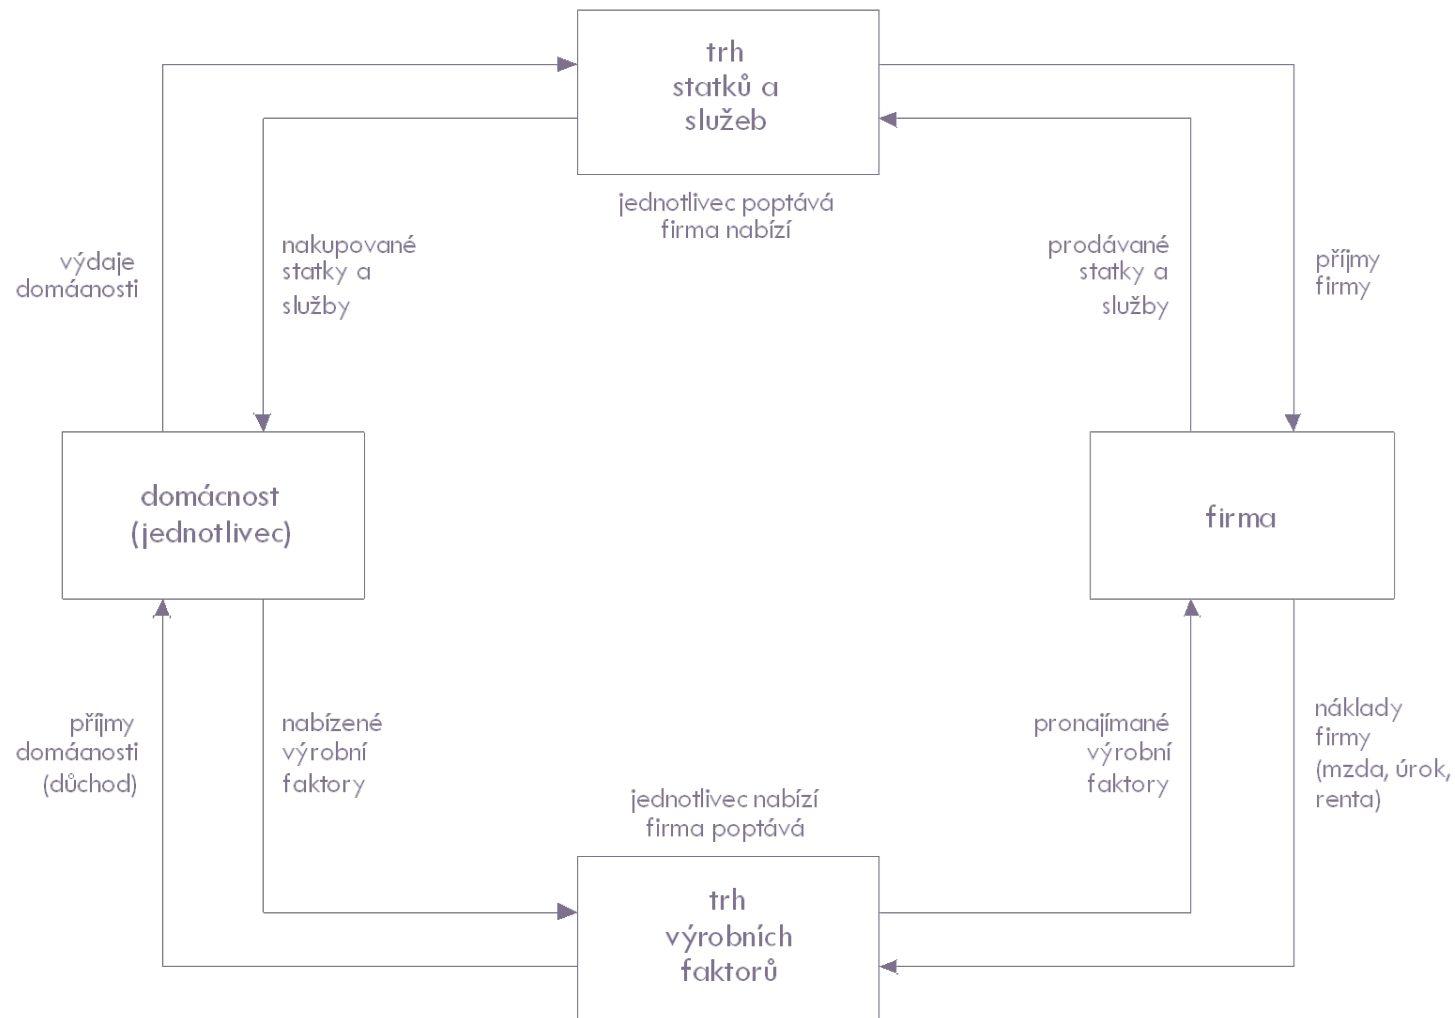 trh
statků a
služeb
jednotlivec poptává
firma nabízí
výdaje
domácnosti
nakupované
statky a
služby
prodávané
statky a
služby
příjmy
firmy
domácnost
(jednotlivec)
firma
příjmy
domácnosti
(důchod)
nabízené
výrobní
faktory
pronajímané
výrobní
faktory
náklady
firmy
(mzda, úrok,
renta)
jednotlivec nabízí
firma poptává
trh
výrobních
faktorů